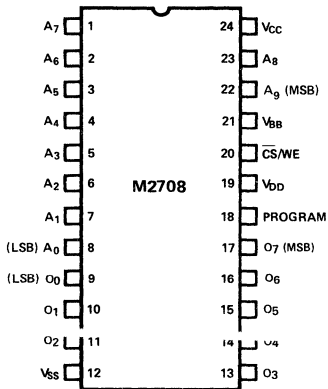 A7 1 24 VCC
A6 2 23 A8
A5 3 22 A9 (MSB)
A4 4 21 VBB
A3 5 20 C̅S̅/WE
A2 6 M2708 19 VDD
A1 7 18 PROGRAM
(LSB) A0 8 17 O7 (MSB)
(LSB) O0 9 16 O6
O1 10 15 O5
O2 11 14 O4
VSS 12 13 O3